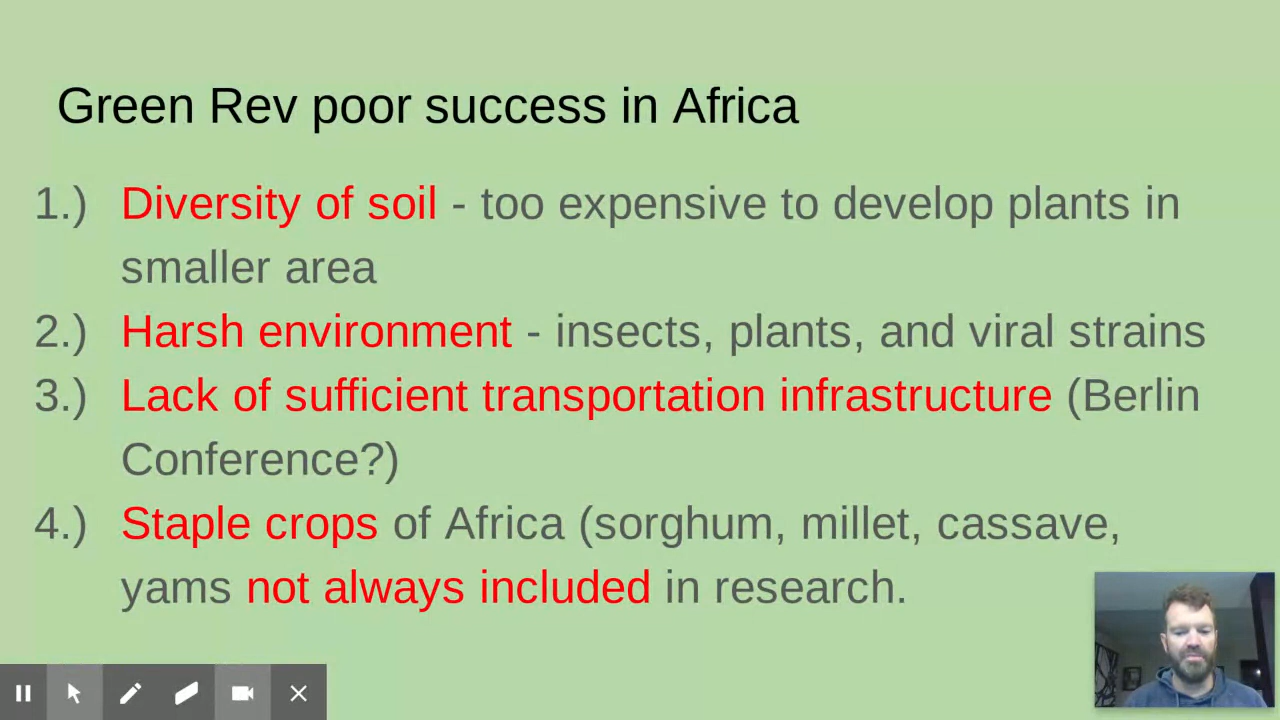 Green Rev poor success in Africa
1.) Diversity of soil - too expensive to develop plants in
smaller area
2.) Harsh environment - insects, plants, and viral strains
3.) Lack of sufficient transportation infrastructure (Berlin
Conference?)
4.) Staple crops of Africa (sorghum, millet, cassave,
yams not always included in research.